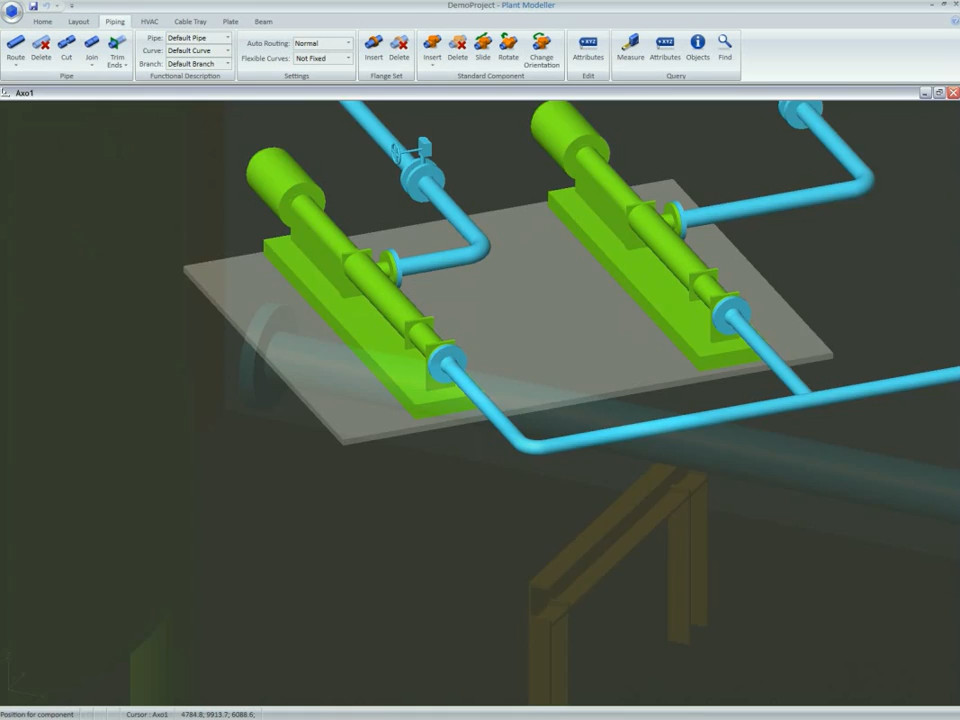 DemoProject - Plant Modeller
Home Layout Piping HVAC Cable Tray Plate Beam
Pipe: Default Pipe
Curve: Default Curve
Branch: Default Branch
Auto Routing: Normal
Flexible Curves: Not Fixed
Route Delete Cut Join Trim Ends
Insert Delete
Insert Delete Slide Rotate Change Orientation
Attributes
Measure Attributes Objects Find
Pipe Functional Description Settings Flange Set Standard Component Edit Query
Axo1
Position for component Cursor : Axo1 4784.8; 9913.7; 6088.6;